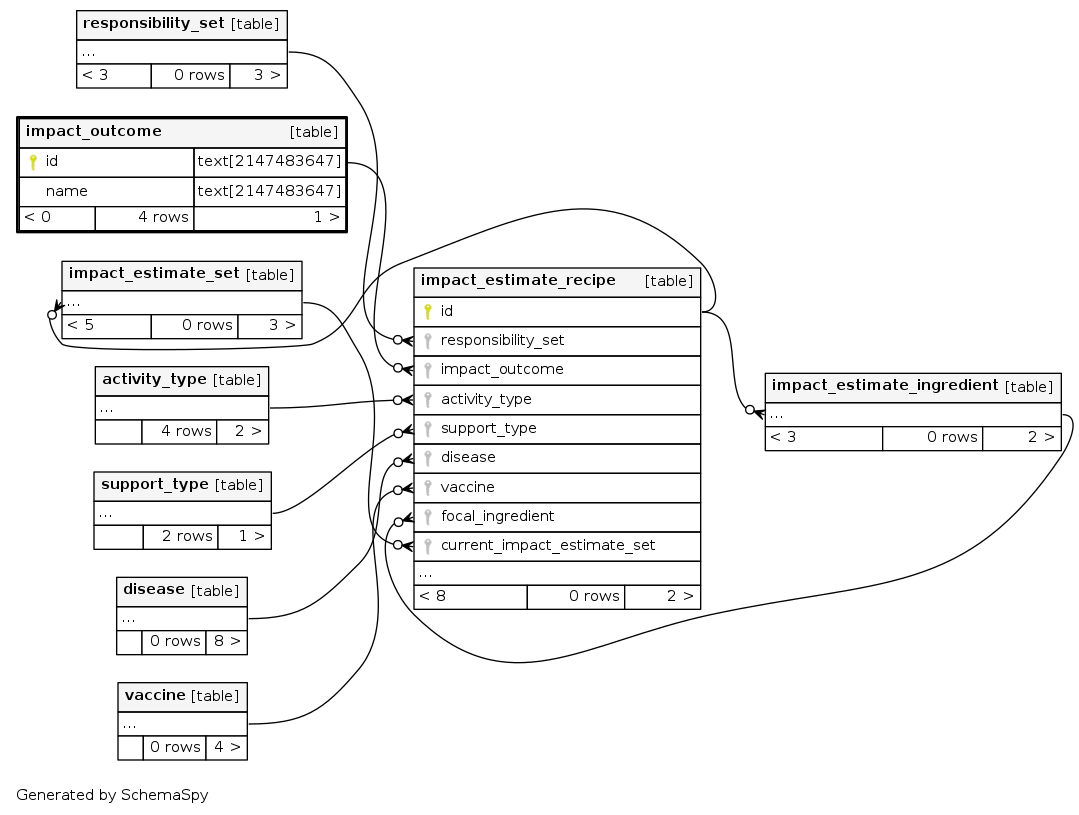 responsibility_set [table]
...
< 3 0 rows 3 >
impact_outcome [table]
id text[2147483647]
name text[2147483647]
< 0 4 rows 1 >
impact_estimate_set [table]
...
< 5 0 rows 3 >
activity_type [table]
...
4 rows 2 >
support_type [table]
...
2 rows 1 >
disease [table]
...
0 rows 8 >
vaccine [table]
...
0 rows 4 >
impact_estimate_recipe [table]
id
responsibility_set
impact_outcome
activity_type
support_type
disease
vaccine
focal_ingredient
current_impact_estimate_set
...
< 8 0 rows 2 >
impact_estimate_ingredient [table]
...
< 3 0 rows 2 >
Generated by SchemaSpy